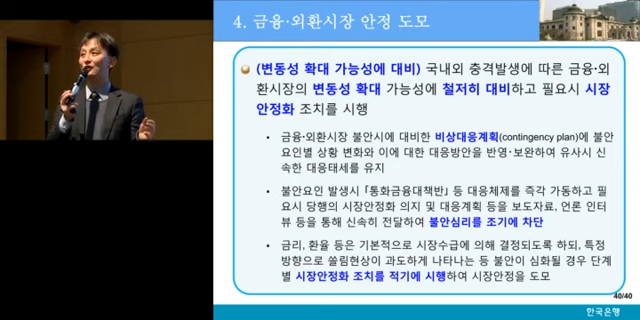 4. 금융·외환시장 안정 도모
(변동성 확대 가능성에 대비) 국내외 충격발생에 따른 금융·외
환시장의 변동성 확대 가능성에 철저히 대비하고 필요시 시장
안정화 조치를 시행
• 금융·외환시장 불안시에 대비한 비상대응계획(contingency plan)에 불안
요인별 상황 변화와 이에 대한 대응방안을 반영·보완하여 유사시 신
속한 대응태세를 유지
• 불안요인 발생시 「통화금융대책반」 등 대응체제를 즉각 가동하고 필
요시 당행의 시장안정화 의지 및 대응계획 등을 보도자료, 언론 인터
뷰 등을 통해 신속히 전달하여 불안심리를 조기에 차단
• 금리, 환율 등은 기본적으로 시장수급에 의해 결정되도록 하되, 특정
방향으로 쏠림현상이 과도하게 나타나는 등 불안이 심화될 경우 단계
별 시장안정화 조치를 적기에 시행하여 시장안정을 도모
40/40
한국은행